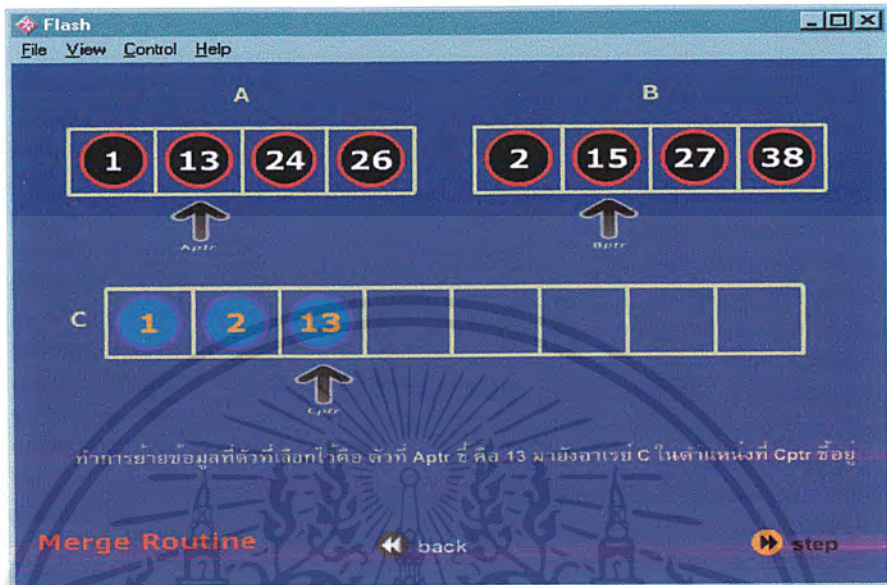 Flash
File View Control Help
A B
1 13 24 26 2 15 27 38
Aptr Bptr
C 1 2 13
Cptr
ทำการย้ายข้อมูลที่ตัวที่เลือกไว้คือ ตัวที่ Aptr ชี้ คือ 13 มายังอาเรย์ C ในตำแหน่งที่ Cptr ชี้อยู่
Merge Routine back step